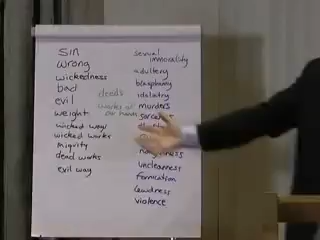 sin
wrong
wickedness
bad
evil
weight
wicked way
wicked works
iniquity
dead works
evil way
deeds
works of
our hands
sexual
immorality
adultery
blasphemy
idolatry
murders
uncleanness
fornication
lewdness
violence